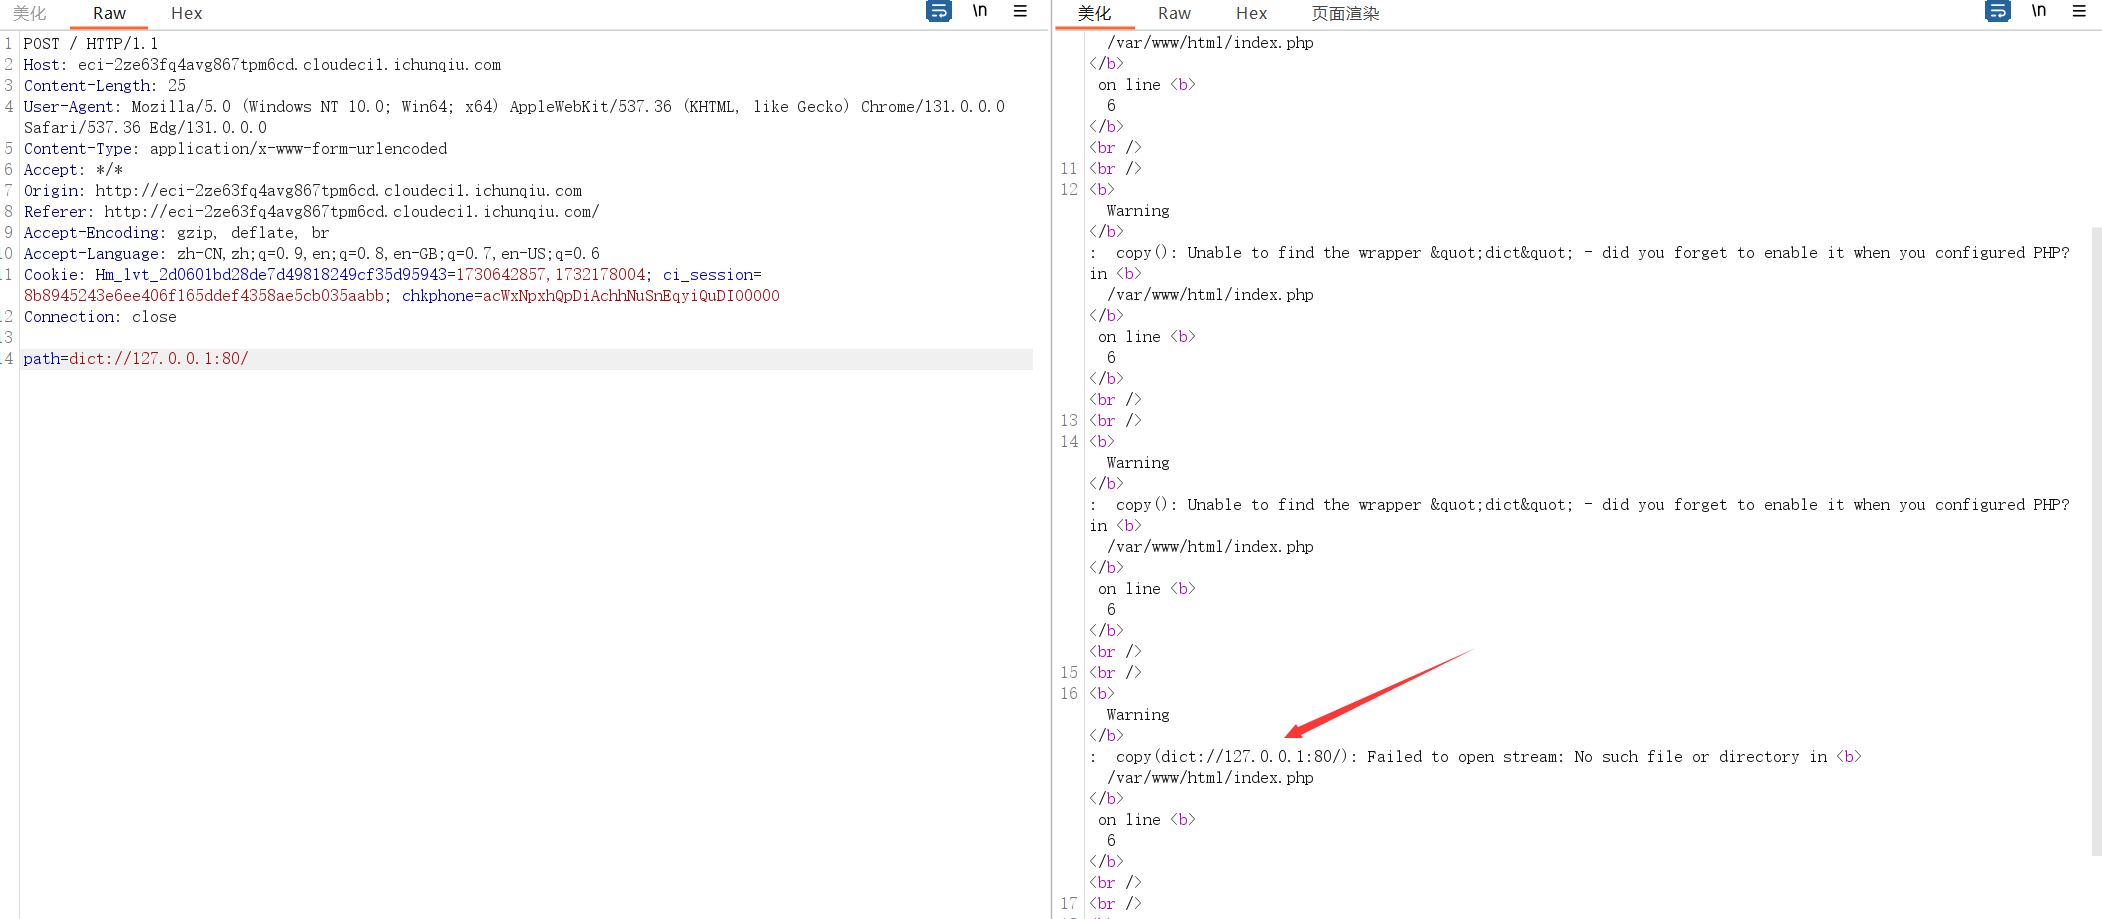 美化 Raw Hex \n
1 POST / HTTP/1.1
2 Host: eci-2ze63fq4avg867tpm6cd.cloudeci1.ichunqiu.com
3 Content-Length: 25
4 User-Agent: Mozilla/5.0 (Windows NT 10.0; Win64; x64) AppleWebKit/537.36 (KHTML, like Gecko) Chrome/131.0.0.0
Safari/537.36 Edg/131.0.0.0
5 Content-Type: application/x-www-form-urlencoded
6 Accept: */*
7 Origin: http://eci-2ze63fq4avg867tpm6cd.cloudeci1.ichunqiu.com
8 Referer: http://eci-2ze63fq4avg867tpm6cd.cloudeci1.ichunqiu.com/
9 Accept-Encoding: gzip, deflate, br
10 Accept-Language: zh-CN,zh;q=0.9,en;q=0.8,en-GB;q=0.7,en-US;q=0.6
11 Cookie: Hm_lvt_2d0601bd28de7d49818249cf35d95943=1730642857,1732178004; ci_session=
8b8945243e6ee406f165ddef4358ae5cb035aabb; chkphone=acWxNpxhQpDiAchhNuSnEqyiQuDIO0O0O
12 Connection: close
13
14 path=dict://127.0.0.1:80/
美化 Raw Hex 页面渲染 \n
/var/www/html/index.php
</b>
on line <b>
6
</b>
<br />
11 <br />
12 <b>
Warning
</b>
:  copy(): Unable to find the wrapper &quot;dict&quot; - did you forget to enable it when you configured PHP?
in <b>
/var/www/html/index.php
</b>
on line <b>
6
</b>
<br />
13 <br />
14 <b>
Warning
</b>
:  copy(): Unable to find the wrapper &quot;dict&quot; - did you forget to enable it when you configured PHP?
in <b>
/var/www/html/index.php
</b>
on line <b>
6
</b>
<br />
15 <br />
16 <b>
Warning
</b>
:  copy(dict://127.0.0.1:80/): Failed to open stream: No such file or directory in <b>
/var/www/html/index.php
</b>
on line <b>
6
</b>
<br />
17 <br />